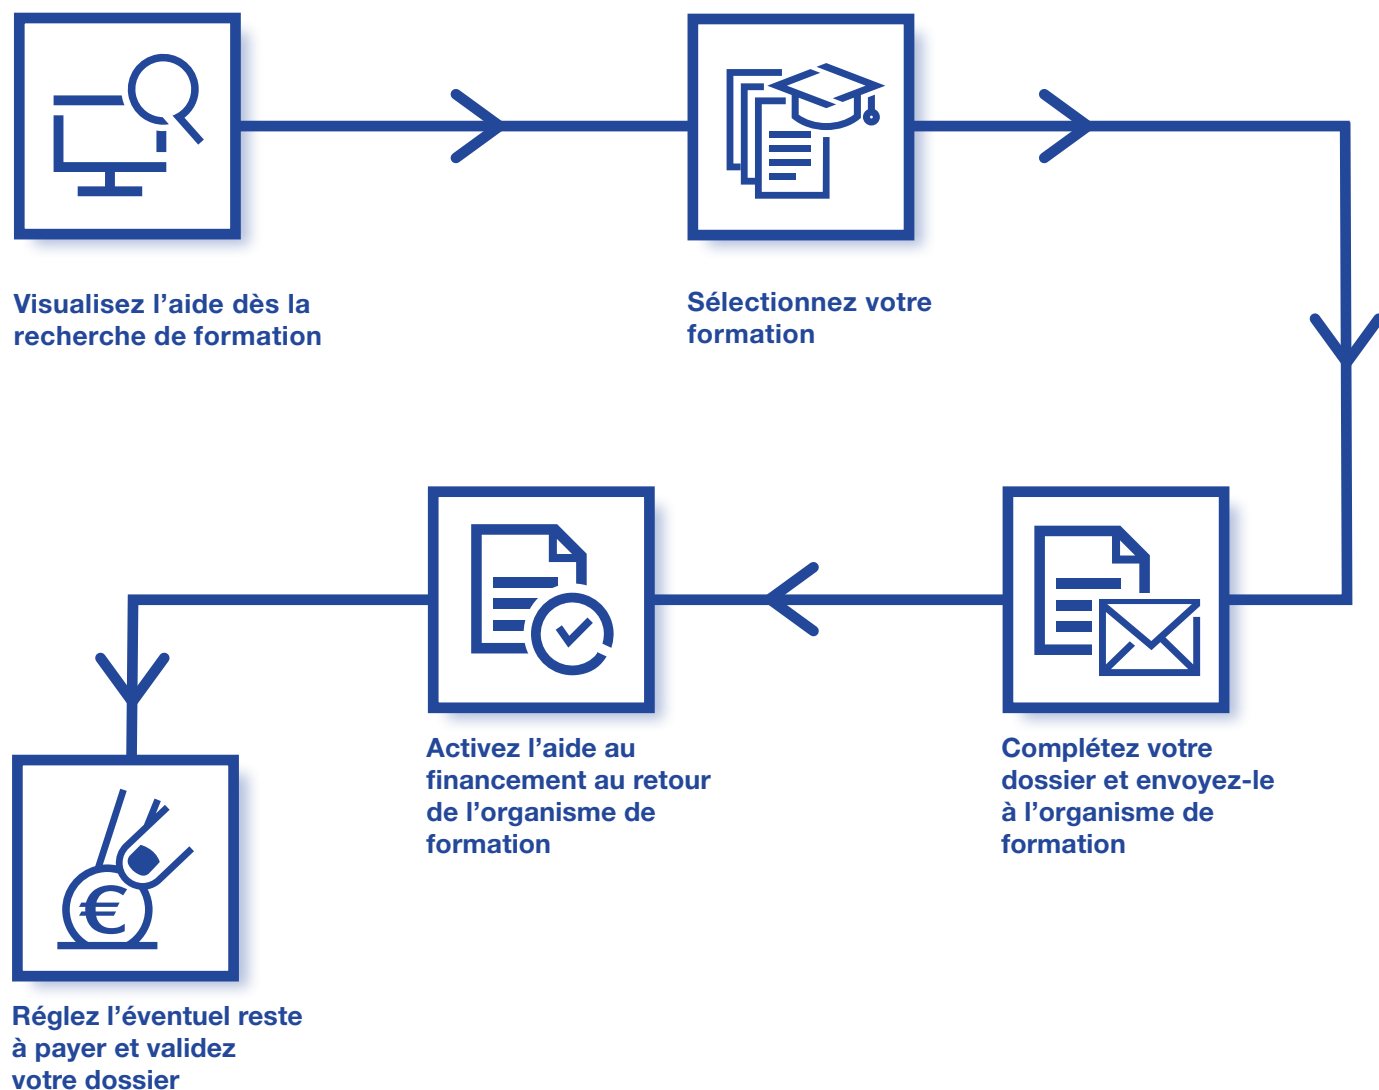 Visualisez l’aide dès la
recherche de formation
Sélectionnez votre
formation
Complétez votre
dossier et envoyez-le
à l’organisme de
formation
Activez l’aide au
financement au retour
de l’organisme de
formation
€
Réglez l’éventuel reste
à payer et validez
votre dossier